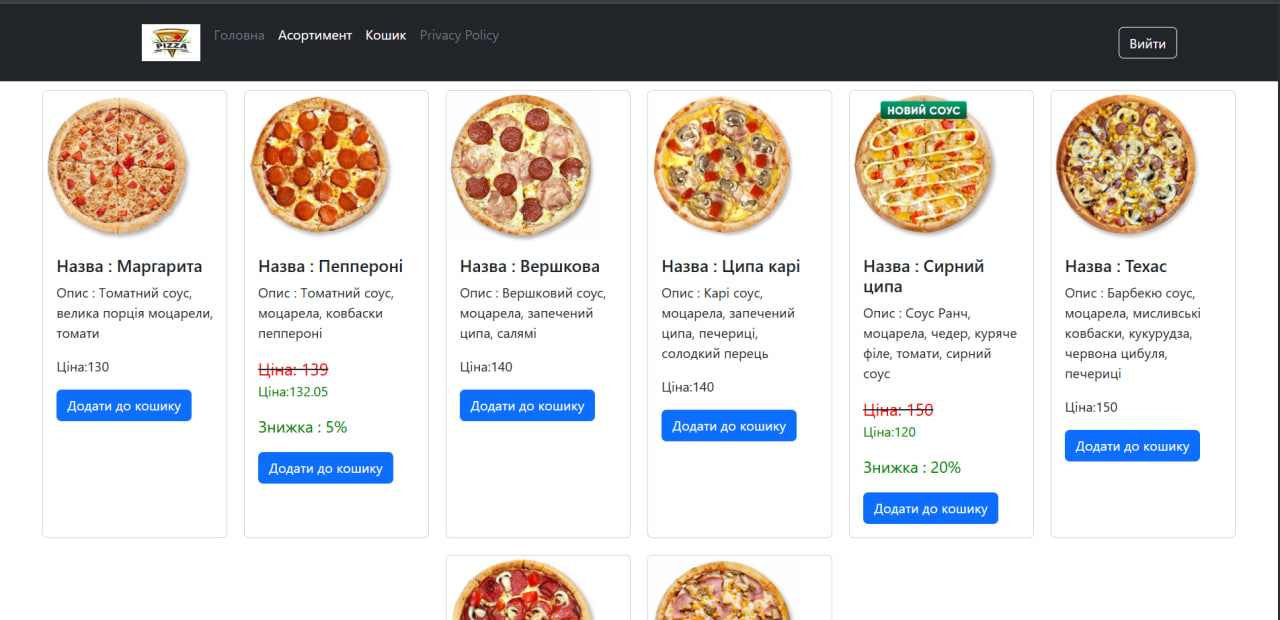 PIZZA
Головна Асортимент Кошик Privacy Policy
Выйти
Назва : Маргарита
Опис : Томатний соус,
велика порція моцарели,
томати
Ціна:130
Додати до кошику
Назва : Пеппероні
Опис : Томатний соус,
моцарела, ковбаски
пеппероні
Ціна: 139
Ціна:132.05
Знижка : 5%
Додати до кошику
Назва : Вершкова
Опис : Вершковий соус,
моцарела, запечений
ципа, салямі
Ціна:140
Додати до кошику
Назва : Ципа карі
Опис : Карі соус,
моцарела, запечений
ципа, печериці,
солодкий перець
Ціна:140
Додати до кошику
НОВИЙ СОУС
Назва : Сирний
ципа
Опис : Соус Ранч,
моцарела, чедер, куряче
філе, томати, сирний
соус
Ціна: 150
Ціна:120
Знижка : 20%
Додати до кошику
Назва : Техас
Опис : Барбекю соус,
моцарела, мисливські
ковбаски, кукурудза,
червона цибуля,
печериці
Ціна:150
Додати до кошику